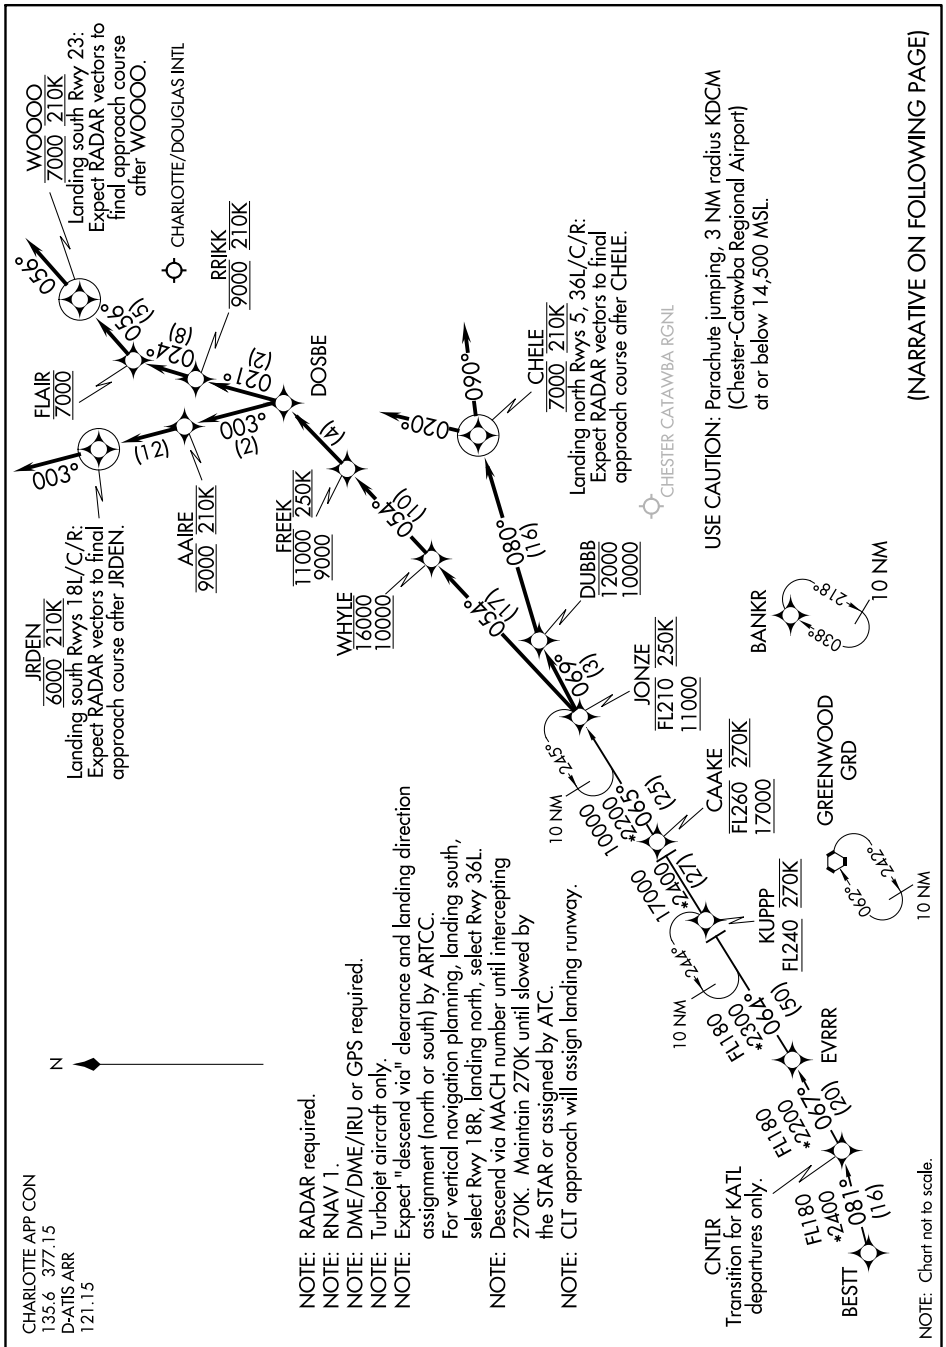 CHARLOTTE APP CON
135.6 377.15
D-ATIS ARR
121.15
N
NOTE: RADAR required.
NOTE: RNAV 1.
NOTE: DME/DME/IRU or GPS required.
NOTE: Turbojet aircraft only.
NOTE: Expect "descend via" clearance and landing direction
assignment (north or south) by ARTCC.
For vertical navigation planning, landing south,
select Rwy 18R, landing north, select Rwy 36L.
NOTE: Descend via MACH number until intercepting
270K. Maintain 270K until slowed by
the STAR or assigned by ATC.
NOTE: CLT approach will assign landing runway.
CNTLR
Transition for KATL
departures only.
BESTT
FL180
*2400
081°
(16)
FL180
*2200
067°
(20)
EVRRR
FL180
*2300
064°
(50)
10 NM
244°
KUPPP
FL240 270K
17000
*2400
(27)
CAAKE
FL260 270K
17000
10000
*2200
065°
(25)
10 NM
245°
JONZE
FL210 250K
11000
069°
(3)
DUBBB
12000
10000
080°
(16)
020°
090°
CHELE
7000 210K
Landing north Rwys 5, 36L/C/R:
Expect RADAR vectors to final
approach course after CHELE.
054°
(17)
WHYLE
16000
10000
054°
(10)
FREEK
11000 250K
9000
(4)
DOSBE
003°
(2)
AAIRE
9000 210K
(12)
003°
JRDEN
6000 210K
Landing south Rwys 18L/C/R:
Expect RADAR vectors to final
approach course after JRDEN.
021°
(2)
RRIKK
9000 210K
024°
(8)
FLAIR
7000
056°
(5)
056°
WOOOO
7000 210K
Landing south Rwy 23:
Expect RADAR vectors to
final approach course
after WOOOO.
CHARLOTTE/DOUGLAS INTL
CHESTER CATAWBA RGNL
USE CAUTION: Parachute jumping, 3 NM radius KDCM
(Chester-Catawba Regional Airport)
at or below 14,500 MSL.
BANKR
218°
038°
10 NM
GREENWOOD
GRD
062°
242°
10 NM
NOTE: Chart not to scale.
(NARRATIVE ON FOLLOWING PAGE)